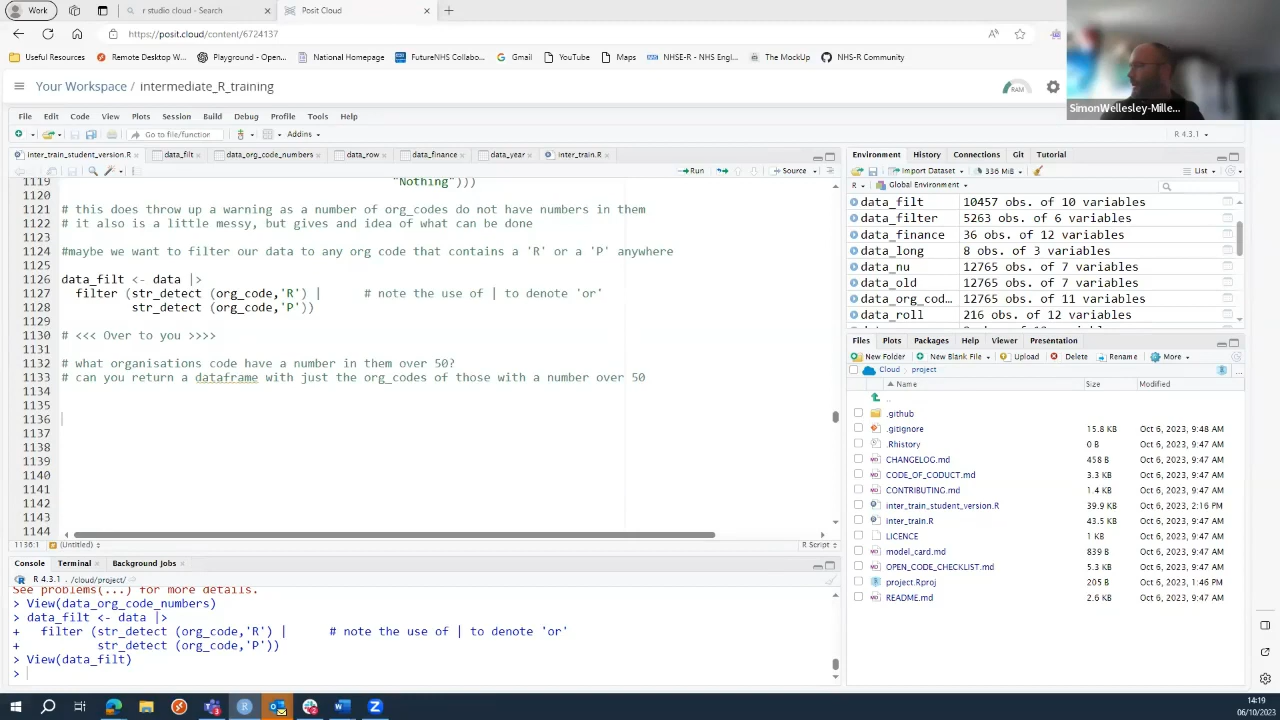 Work
r studio cloud - Search
Posit Cloud
https://posit.cloud/content/6724137
Useful Resources
Remote Desktop W...
Playground - Open...
National Homepage
FutureNHS Collabo...
Gmail
YouTube
Maps
NHSE-R - NHS Engl...
The MockUp
NHS-R Community
SimonWellesley-Mille...
Your Workspace / intermediate_R_training
RAM
File Edit Code View Plots Session Build Debug Profile Tools Help
Go to file/function
Addins
R 4.3.1
inter_train_student_version.R
data_filt
data_org_code_numbers
data_row
data_finance
data_year
inter_train.R
Run
Source
1119 "Nothing")))
1120
1121 # this does throw up a warning as a number of org_codes do not have numbers in them
1122 # it also is a little messy, but gives and idea of what can be done
1123
1124 #maybe we want to filter our data to any org code that contains a 'R' or a 'P' anywhere
1125
1126 data_filt <- data |>
1127 filter (str_detect (org_code,'R') | # note the use of | to denote 'or'
1128 str_detect (org_code,'P'))
1129
1130 # <<< Over to you >>>>
1131
1132 # what organisations code have a number in them over 50?
1133 # can you return a dataframe with just the org_codes of those with a number over 50
1134
1135
1136
1137
1138
1139
1140
1141
1142
1143
1144
1136:1 (Untitled)
R Script
Console Terminal Background Jobs
R 4.3.1 . /cloud/project/
See problems(...) for more details.
> View(data_org_code_numbers)
> data_filt <- data |>
+ filter (str_detect (org_code,'R') | # note the use of | to denote 'or'
+ str_detect (org_code,'P'))
> View(data_filt)
>
Environment History Connections Git Tutorial
Import Dataset
336 MiB
List
R
Global Environment
data_filt 10457 obs. of 10 variables
data_filter 5263 obs. of 6 variables
data_finance 36 obs. of 12 variables
data_long 8 obs. of 3 variables
data_nu 12765 obs. of 7 variables
data_old 12765 obs. of 7 variables
data_org_cod... 12765 obs. of 11 variables
data_roll 216 obs. of 12 variables
Files Plots Packages Help Viewer Presentation
New Folder New Blank File Upload Delete Rename More
Cloud project ...
Name Size Modified
..
.github
.gitignore 15.8 KB Oct 6, 2023, 9:48 AM
.Rhistory 0 B Oct 6, 2023, 9:47 AM
CHANGELOG.md 458 B Oct 6, 2023, 9:47 AM
CODE_OF_CODUCT.md 3.3 KB Oct 6, 2023, 9:47 AM
CONTRIBUTING.md 1.4 KB Oct 6, 2023, 9:47 AM
inter_train_student_version.R 39.9 KB Oct 6, 2023, 2:16 PM
inter_train.R 43.5 KB Oct 6, 2023, 9:47 AM
LICENCE 1 KB Oct 6, 2023, 9:47 AM
model_card.md 839 B Oct 6, 2023, 9:47 AM
OPEN_CODE_CHECKLIST.md 5.3 KB Oct 6, 2023, 9:47 AM
project.Rproj 205 B Oct 6, 2023, 1:46 PM
README.md 2.6 KB Oct 6, 2023, 9:47 AM
14:19
06/10/2023